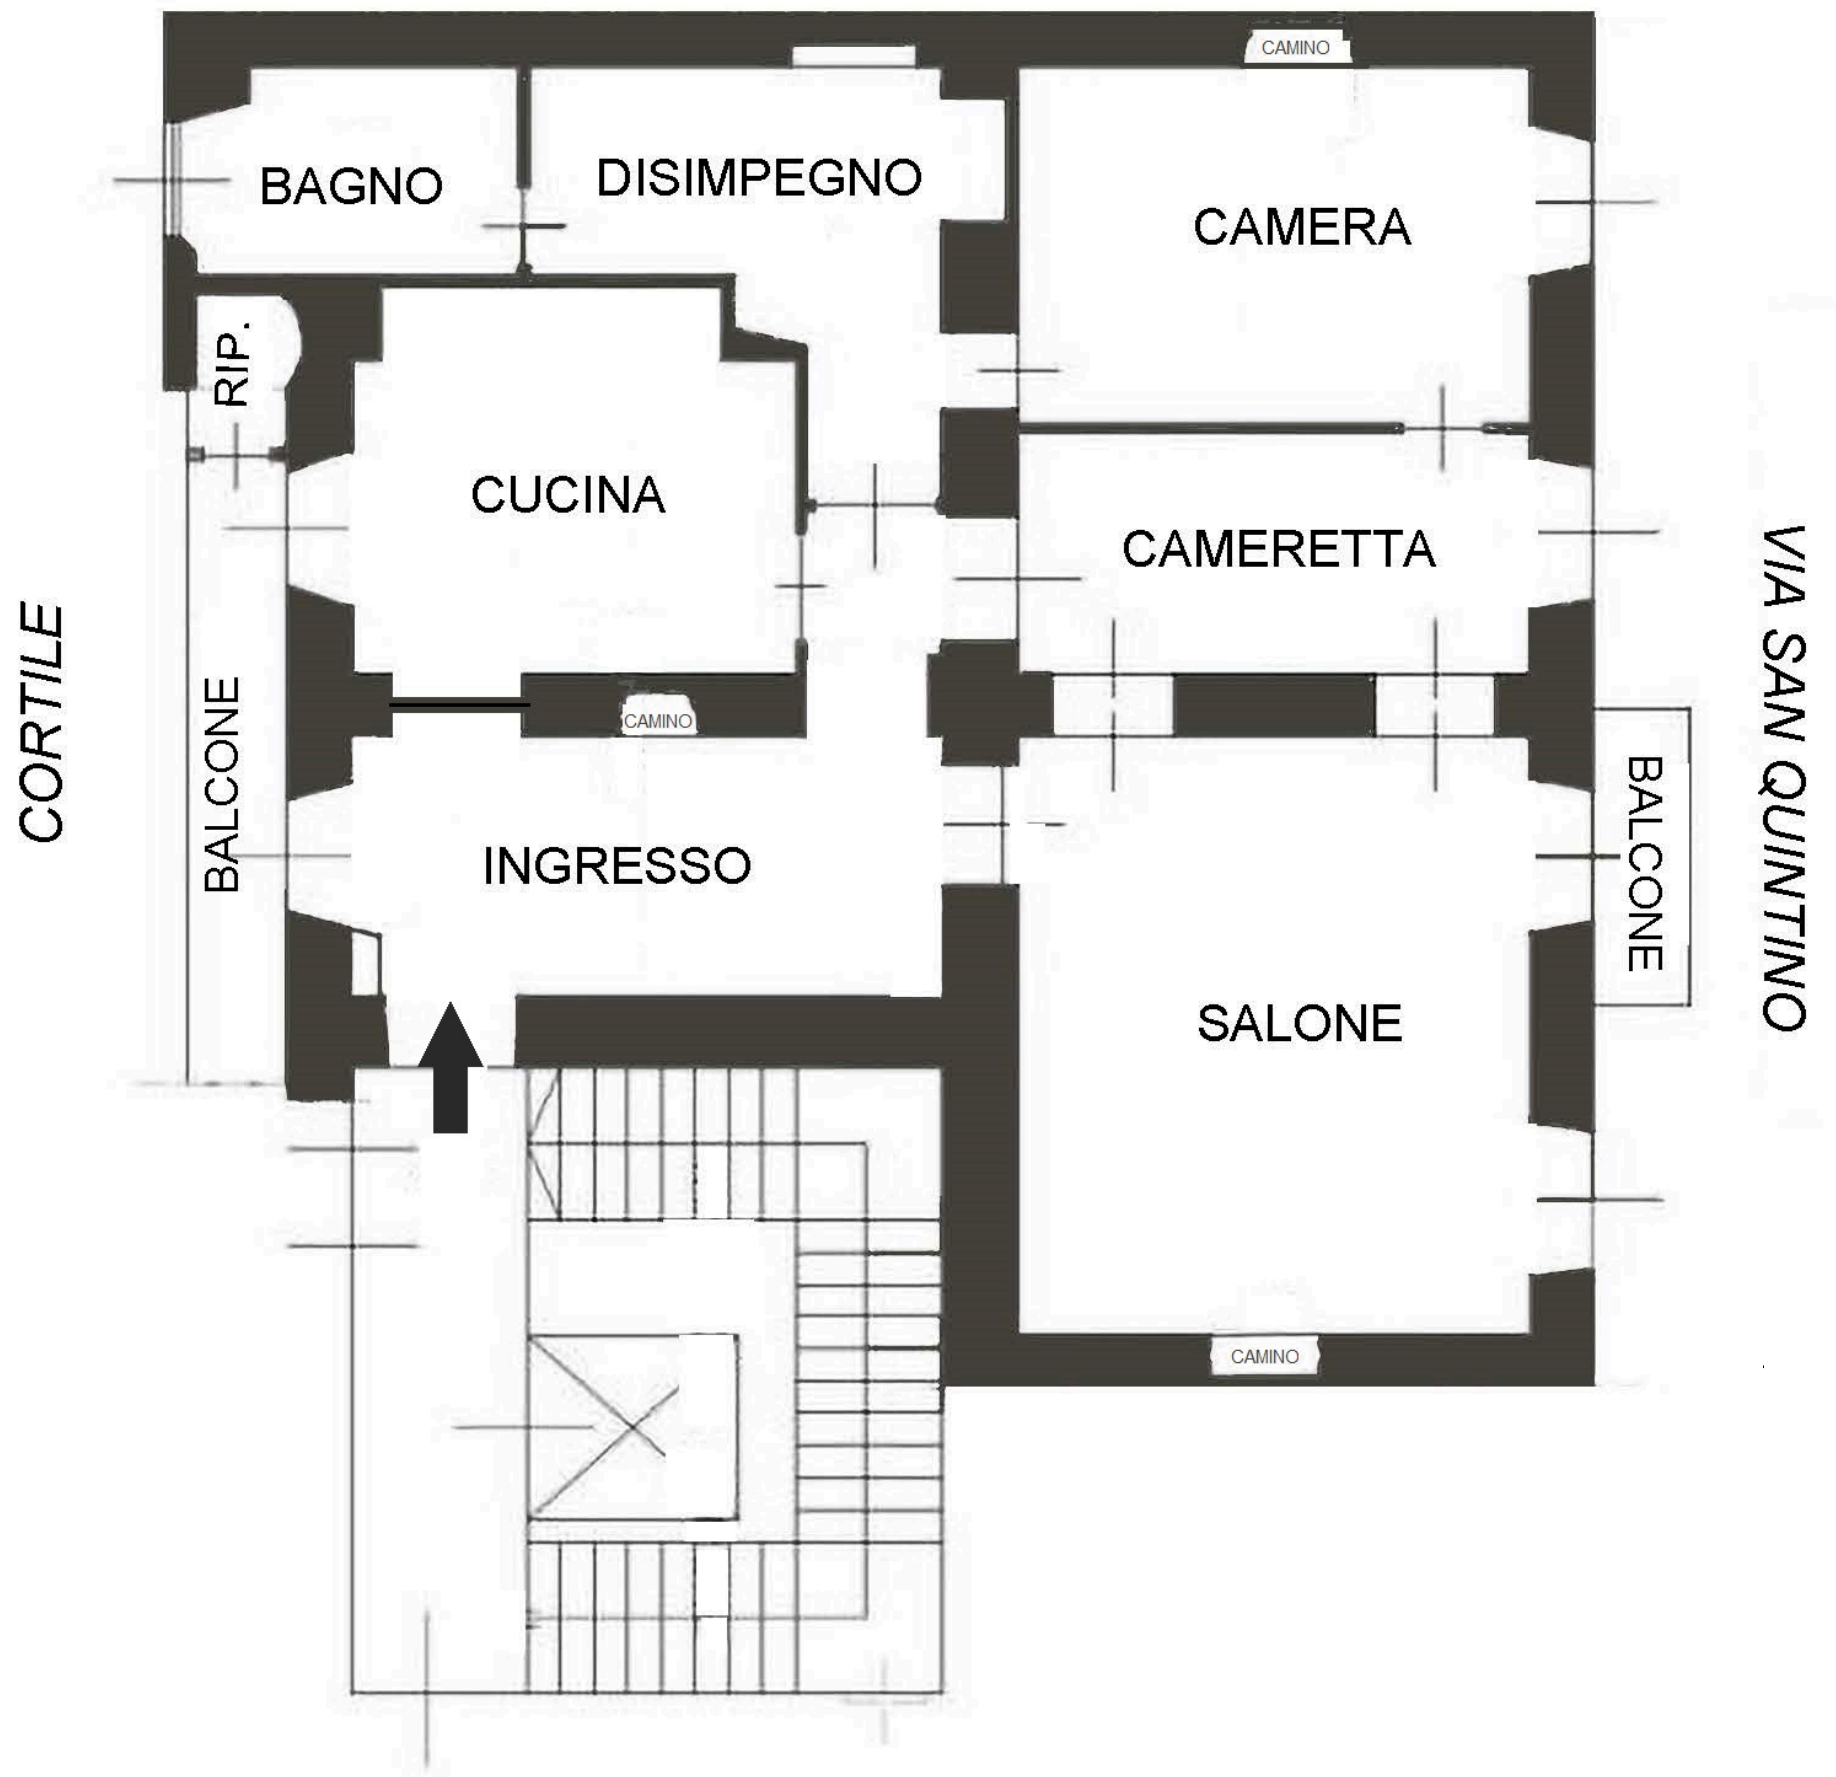 CAMINO
BAGNO
DISIMPEGNO
CAMERA
RIP.
CUCINA
CAMERETTA
CORTILE
BALCONE
CAMINO
INGRESSO
BALCONE
VIA SAN QUINTINO
SALONE
CAMINO